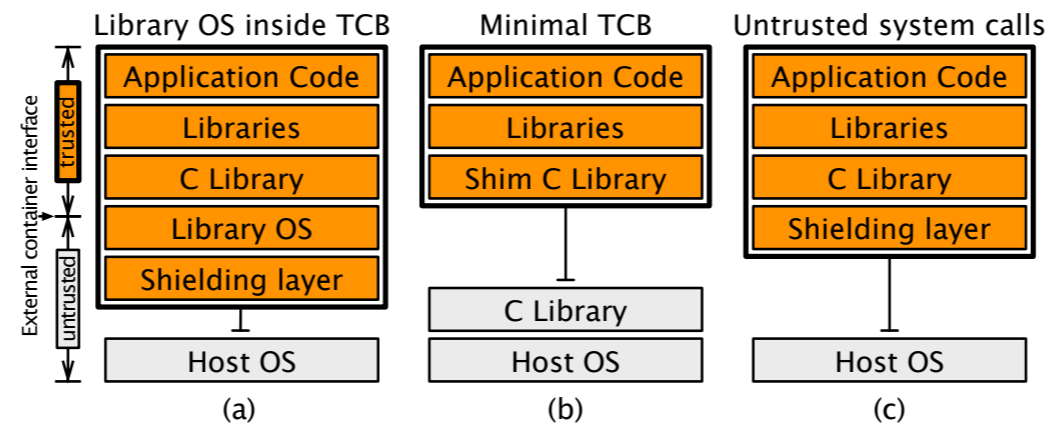 Library OS inside TCB
Minimal TCB
Untrusted system calls
External container interface
trusted
untrusted
Application Code
Libraries
C Library
Library OS
Shielding layer
Host OS
(a)
Application Code
Libraries
Shim C Library
C Library
Host OS
(b)
Application Code
Libraries
C Library
Shielding layer
Host OS
(c)